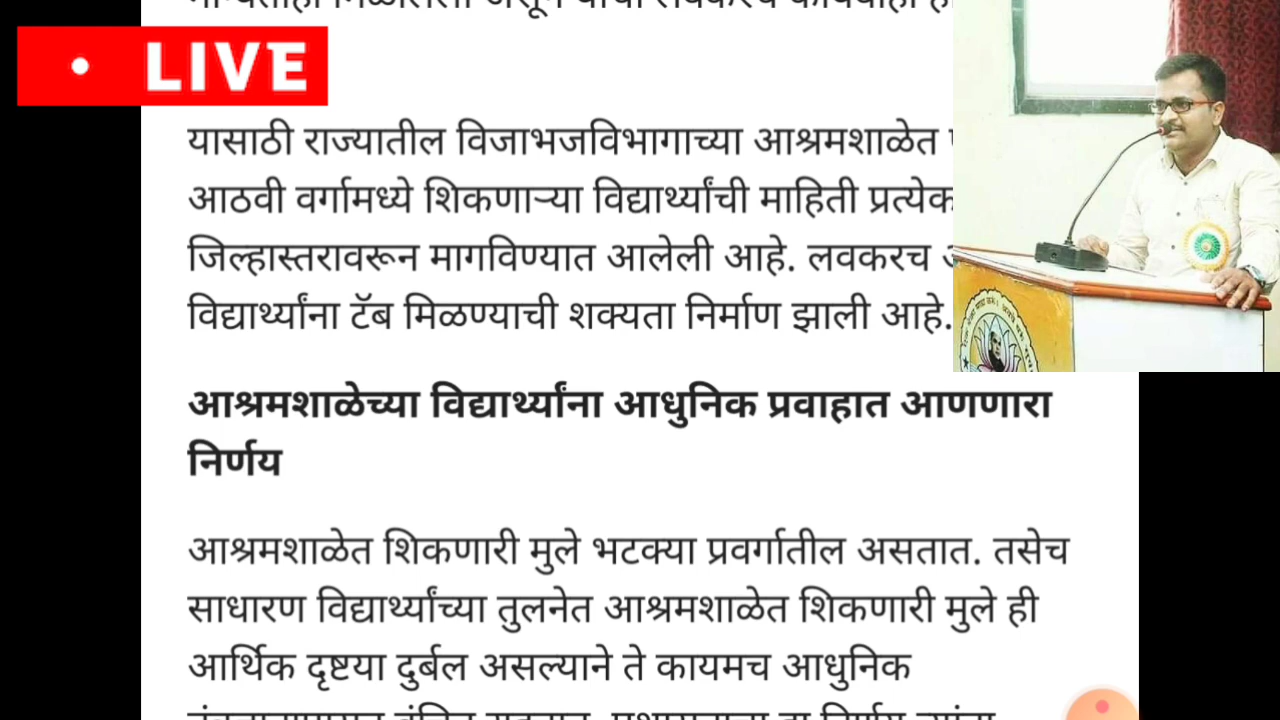 LIVE
यासाठी राज्यातील विजाभजविभागाच्या आश्रमशाळेत
आठवी वर्गामध्ये शिकणाऱ्या विद्यार्थ्यांची माहिती प्रत्येक
जिल्हास्तरावरून मागविण्यात आलेली आहे. लवकरच
विद्यार्थ्यांना टॅब मिळण्याची शक्यता निर्माण झाली आहे.
आश्रमशाळेच्या विद्यार्थ्यांना आधुनिक प्रवाहात आणणारा
निर्णय
आश्रमशाळेत शिकणारी मुले भटक्या प्रवर्गातील असतात. तसेच
साधारण विद्यार्थ्यांच्या तुलनेत आश्रमशाळेत शिकणारी मुले ही
आर्थिक दृष्टया दुर्बल असल्याने ते कायमच आधुनिक